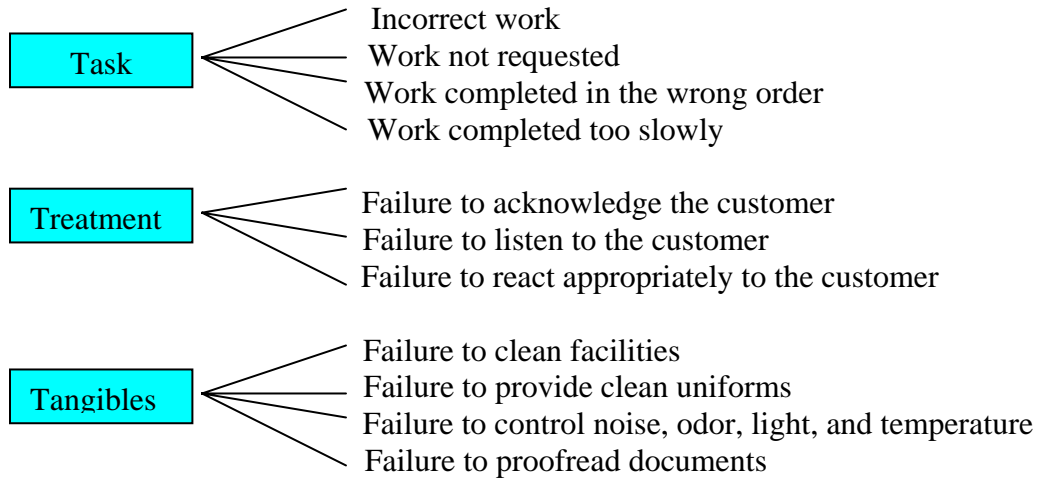 Task
Incorrect work
Work not requested
Work completed in the wrong order
Work completed too slowly
Treatment
Failure to acknowledge the customer
Failure to listen to the customer
Failure to react appropriately to the customer
Tangibles
Failure to clean facilities
Failure to provide clean uniforms
Failure to control noise, odor, light, and temperature
Failure to proofread documents